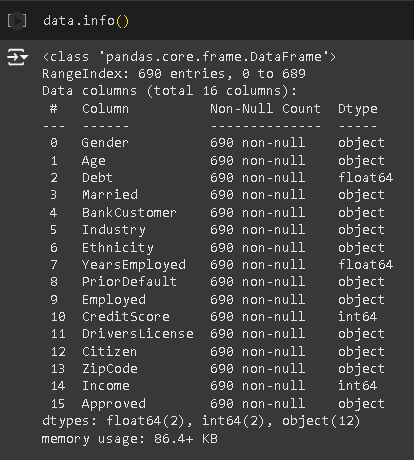 data.info()
<class 'pandas.core.frame.DataFrame'>
RangeIndex: 690 entries, 0 to 689
Data columns (total 16 columns):
 #   Column          Non-Null Count  Dtype
---  ------          --------------  -----
 0   Gender          690 non-null    object
 1   Age             690 non-null    object
 2   Debt            690 non-null    float64
 3   Married         690 non-null    object
 4   BankCustomer    690 non-null    object
 5   Industry        690 non-null    object
 6   Ethnicity       690 non-null    object
 7   YearsEmployed   690 non-null    float64
 8   PriorDefault    690 non-null    object
 9   Employed        690 non-null    object
 10  CreditScore     690 non-null    int64
 11  DriversLicense  690 non-null    object
 12  Citizen         690 non-null    object
 13  ZipCode         690 non-null    object
 14  Income          690 non-null    int64
 15  Approved        690 non-null    object
dtypes: float64(2), int64(2), object(12)
memory usage: 86.4+ KB